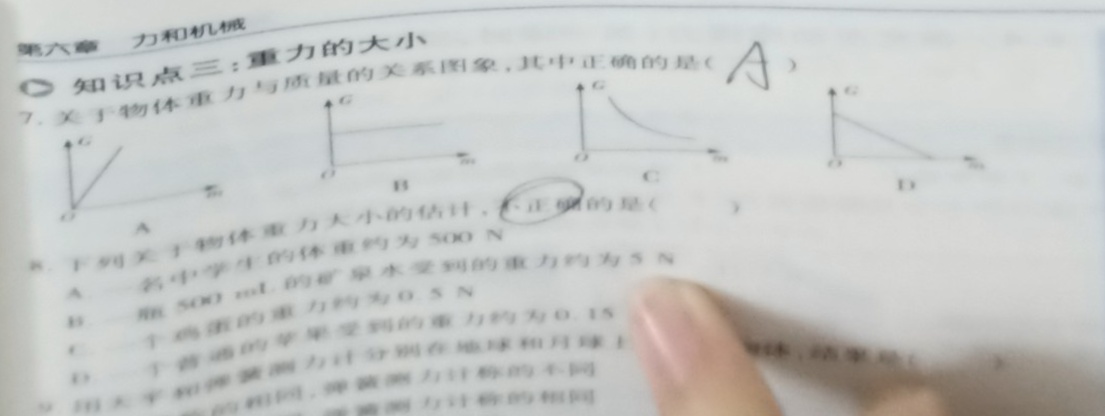 第六章 力和机械
知识点三:重力的大小
7. 关于物体重力与质量的关系图象,其中正确的是( A )
G
m
O
A
G
m
O
B
G
m
O
C
G
m
O
D
8. 下列关于物体重力大小的估计,不正确的是( )
A. 一名中学生的体重约为500 N
B. 一瓶500 mL的矿泉水受到的重力约为5 N
C. 一个鸡蛋的重力约为0.5 N
D. 一个普通的苹果受到的重力约为0.15
9. 用天平和弹簧测力计分别在地球和月球上 物体,结果是( )
的相同,弹簧测力计称的不同
弹簧测力计称的相同